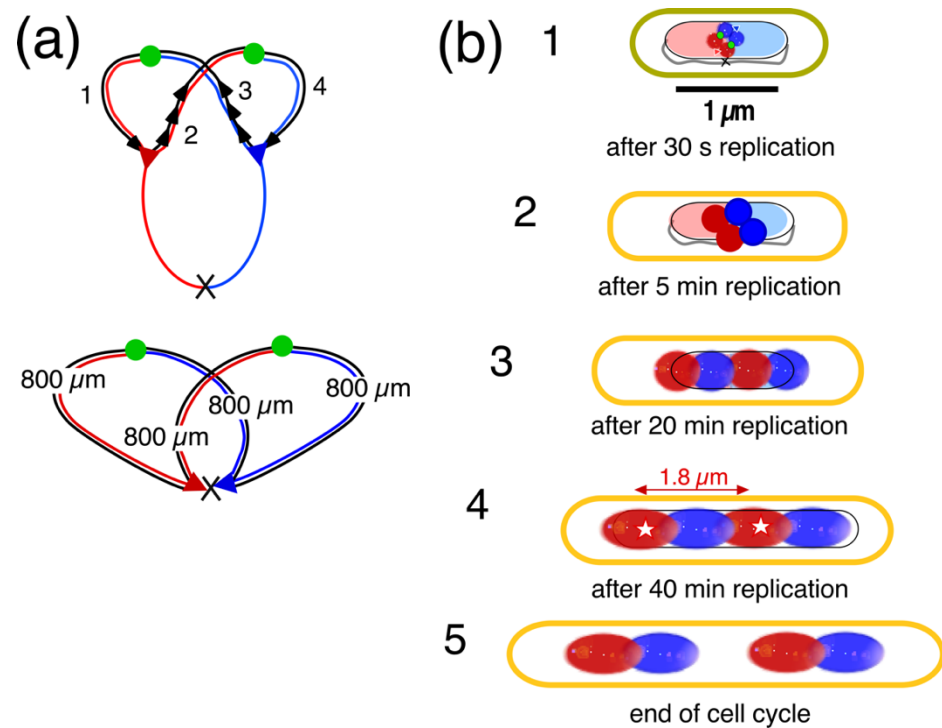 (a)
1
2
3
4
X
800 µm
800 µm
800 µm
800 µm
X
(b)
1
x
1 µm
after 30 s replication
2
after 5 min replication
3
after 20 min replication
1.8 µm
4
after 40 min replication
5
end of cell cycle